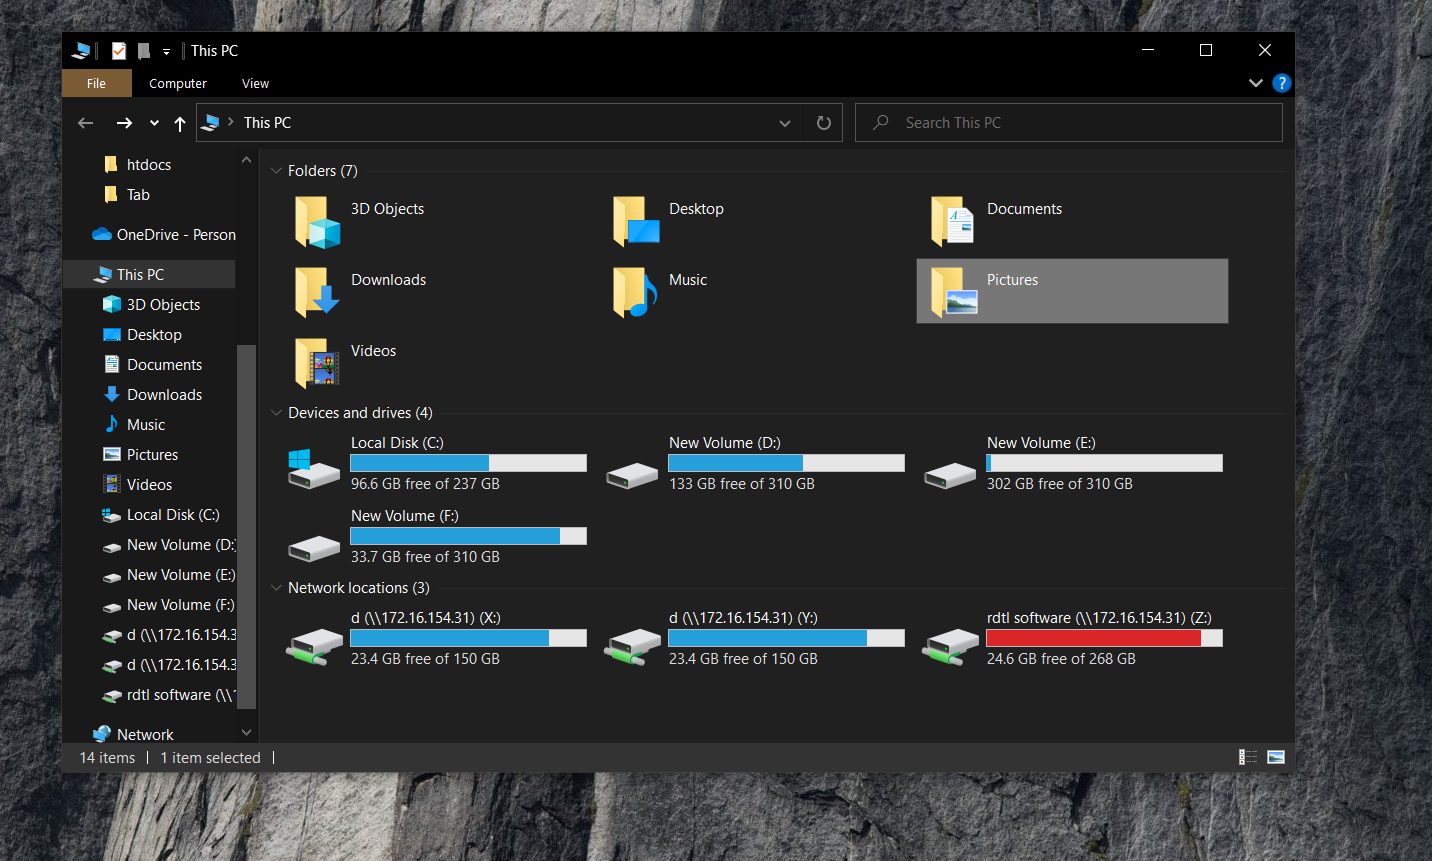 This PC
File Computer View
This PC
Search This PC
htdocs
Tab
OneDrive - Person
This PC
3D Objects
Desktop
Documents
Downloads
Music
Pictures
Videos
Local Disk (C:)
New Volume (D:)
New Volume (E:)
New Volume (F:)
d (\\172.16.154.3
d (\\172.16.154.3
rdtl software (\\1
Network
Folders (7)
3D Objects
Desktop
Documents
Downloads
Music
Pictures
Videos
Devices and drives (4)
Local Disk (C:)
96.6 GB free of 237 GB
New Volume (D:)
133 GB free of 310 GB
New Volume (E:)
302 GB free of 310 GB
New Volume (F:)
33.7 GB free of 310 GB
Network locations (3)
d (\\172.16.154.31) (X:)
23.4 GB free of 150 GB
d (\\172.16.154.31) (Y:)
23.4 GB free of 150 GB
rdtl software (\\172.16.154.31) (Z:)
24.6 GB free of 268 GB
14 items
1 item selected